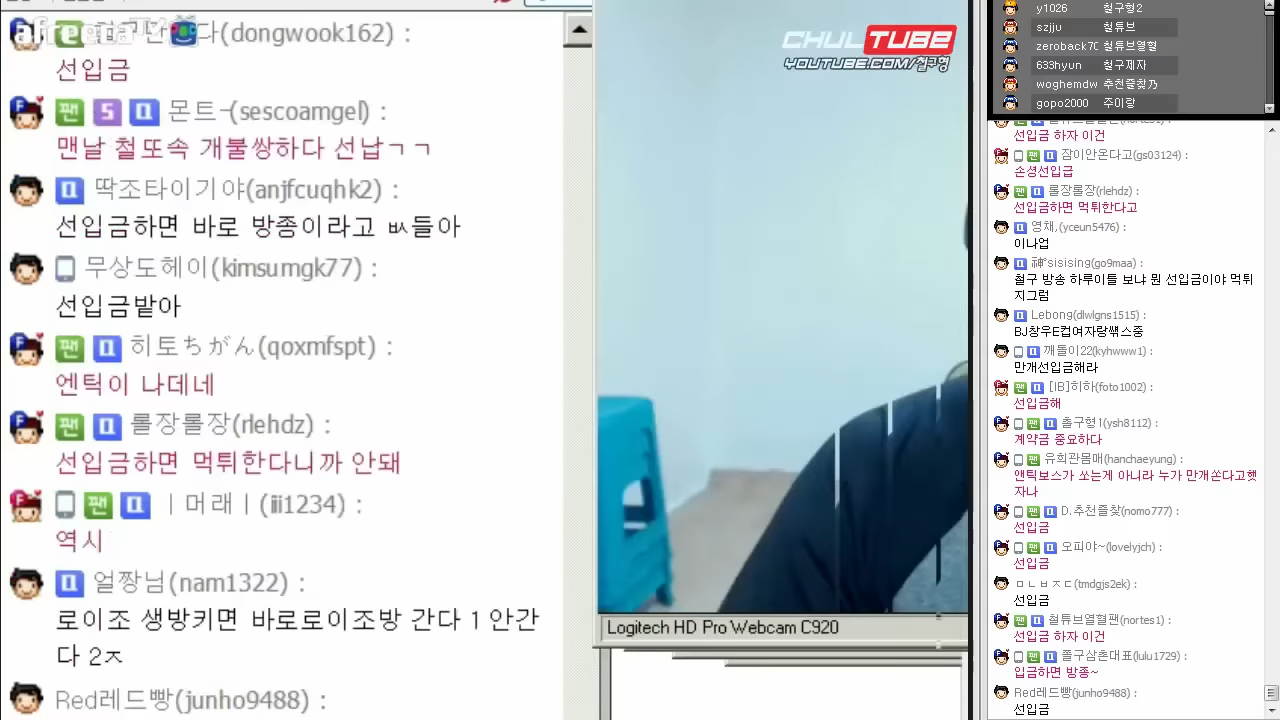 (dongwook162) :
선입금
몬트-(sescoamgel) :
맨날 철또속 개불쌍하다 선납ㄱㄱ
딱조타이기야(anjfcuqhk2) :
선입금하면 바로 방종이라고 ㅄ들아
무상도헤이(kimsumgk77) :
선입금받아
히토ちがん(qoxmfspt) :
엔틱이 나데네
롤장롤장(rlehdz) :
선입금하면 먹튀한다니까 안돼
ㅣ머래ㅣ(iii1234) :
역시
얼짱님(nam1322) :
로이조 생방키면 바로로이조방 간다 1 안간
다 2ㅈ
Red레드빵(junho9488) :
CHULTUBE
YOUTUBE.COM/철구형
Logitech HD Pro Webcam C920
y1026 철구형2
szjju 철튜브
zerobactc 철튜브열혈
633hyun 철구제자
woghmwlw 추천즐찾乃
선입금 하자 이건
잠이안온다고(gs03124) :
손셩선입금
롤장롤장(rlehdz) :
선입금하면 먹튀한다고
영채,(yceun3876) :
이나업
神˝sisising(go9maa) :
철구 방송 하루이틀 보냐 뭔 선입금이야 먹튀
지그럼
Lebong(dlwlgns1515) :
BJ창우E컵여자랑쌕스중
깨돌이22(kyhwww1) :
만개선입금해라
[IB]히하(foto1002) :
선입금해
철구형1(ysh8112) :
계약금 중요하다
유희관몸매(hanchaeyung) :
앤틱보스가 쏘는게 아니라 누가 만개쏜다고햇
자나
D.추천즐찾(nomo777) :
선입금
오피야~(lovelyjch) :
선입금
ㅁㄴㅂㅈㄷ(tmdgjs2ek) :
선입금
철튜브열혈팬(nortes1) :
선입금 하자 이건
쫄구삼촌대표(lulu1729) :
입금하면 방종~
Red레드빵(junho9488) :
선입금